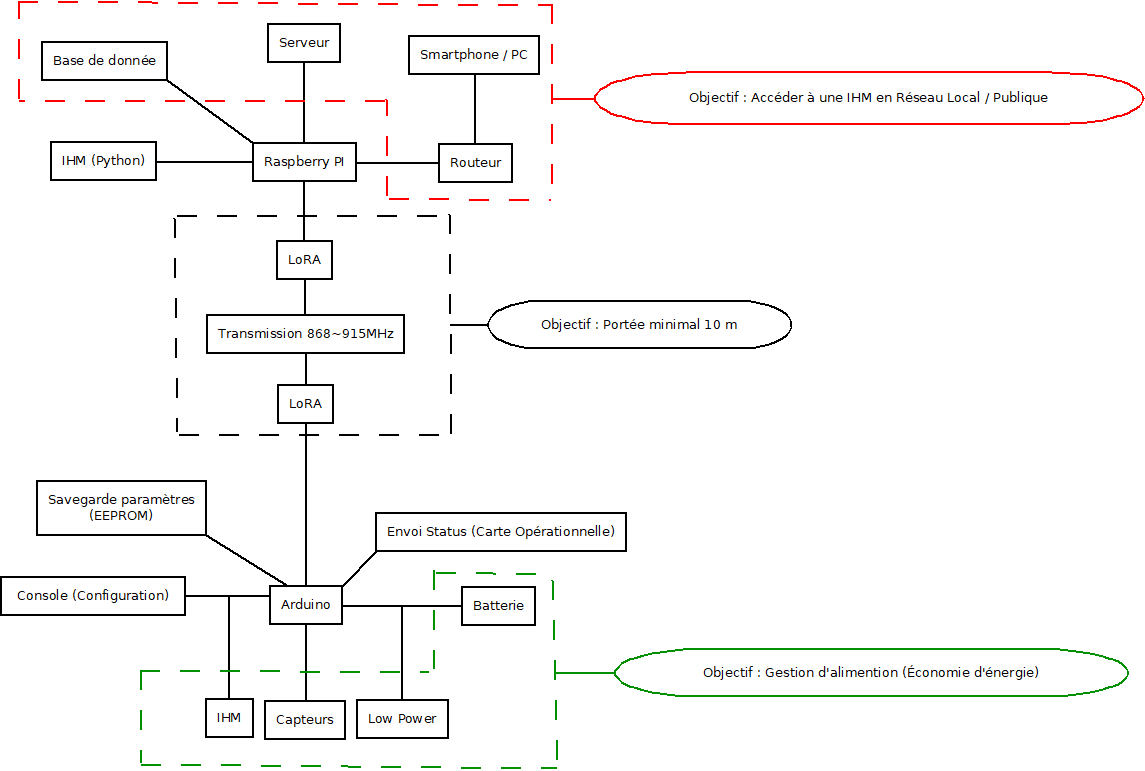 Serveur
Base de donnée
Smartphone / PC
Objectif : Accéder à une IHM en Réseau Local / Publique
IHM (Python)
Raspberry PI
Routeur
LoRA
Transmission 868~915MHz
Objectif : Portée minimal 10 m
LoRA
Savegarde paramètres
(EEPROM)
Envoi Status (Carte Opérationnelle)
Console (Configuration)
Arduino
Batterie
Objectif : Gestion d'alimention (Économie d'énergie)
IHM
Capteurs
Low Power